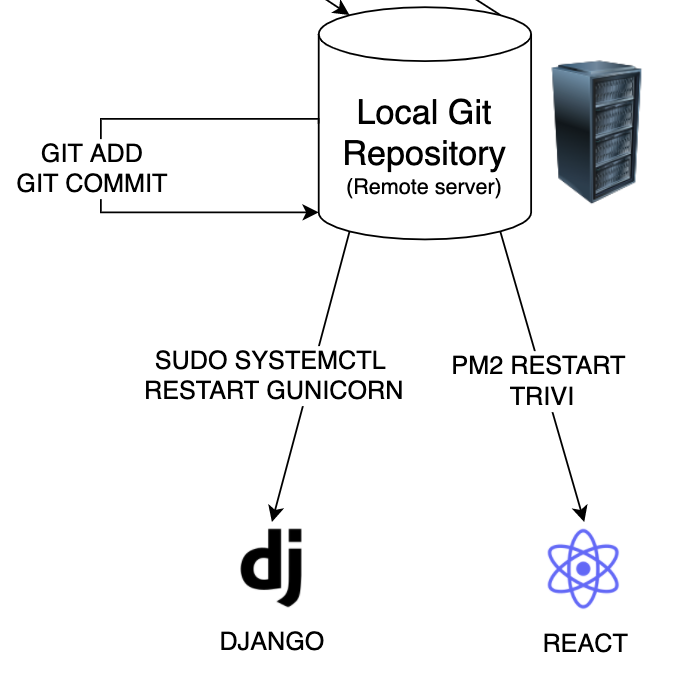 Local Git
Repository
(Remote server)
GIT ADD
GIT COMMIT
SUDO SYSTEMCTL
RESTART GUNICORN
PM2 RESTART
TRIVI
dj
DJANGO
REACT